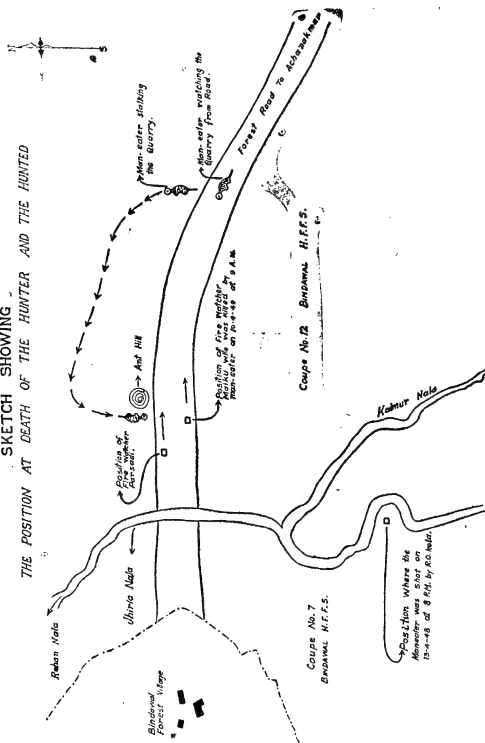 SKETCH SHOWING
THE POSITION AT DEATH OF THE HUNTER AND THE HUNTED
N
S
Man-eater stalking
the Quarry.
Man-eater watching the
Quarry from Road.
Forest Road To Achanakmar
Ant Hill
Position of
Fire Watcher
Parsadi.
Position of Fire Watcher
Maiku who was killed by
man-eater on 10-4-48 at 9 A.M.
Coupe No.12 BINDAWAL H.F.F.S.
Rehan Nala
Jhiria Nala
Kalmur Nala
Bindawal
Forest Village
Coupe No. 7
BINDAWAL H.F.F.S.
Position Where the
Maneater was Shot on
13-4-48 at 8 P.M. by R.O.